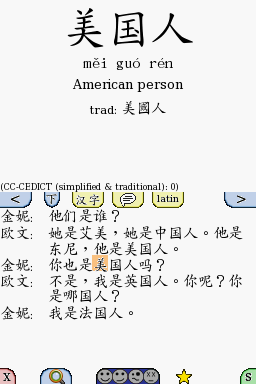 美国人
měi guó rén
American person
trad: 美國人
(CC-CEDICT (simplified & traditional): 0)
< 下 汉字 latin >
金妮: 他们是谁？
欧文: 她是艾美，她是中国人。他是
东尼，他是美国人。
金妮: 你也是美国人吗？
欧文: 不是，我是英国人。你呢？你
是哪国人？
金妮: 我是法国人。
X S